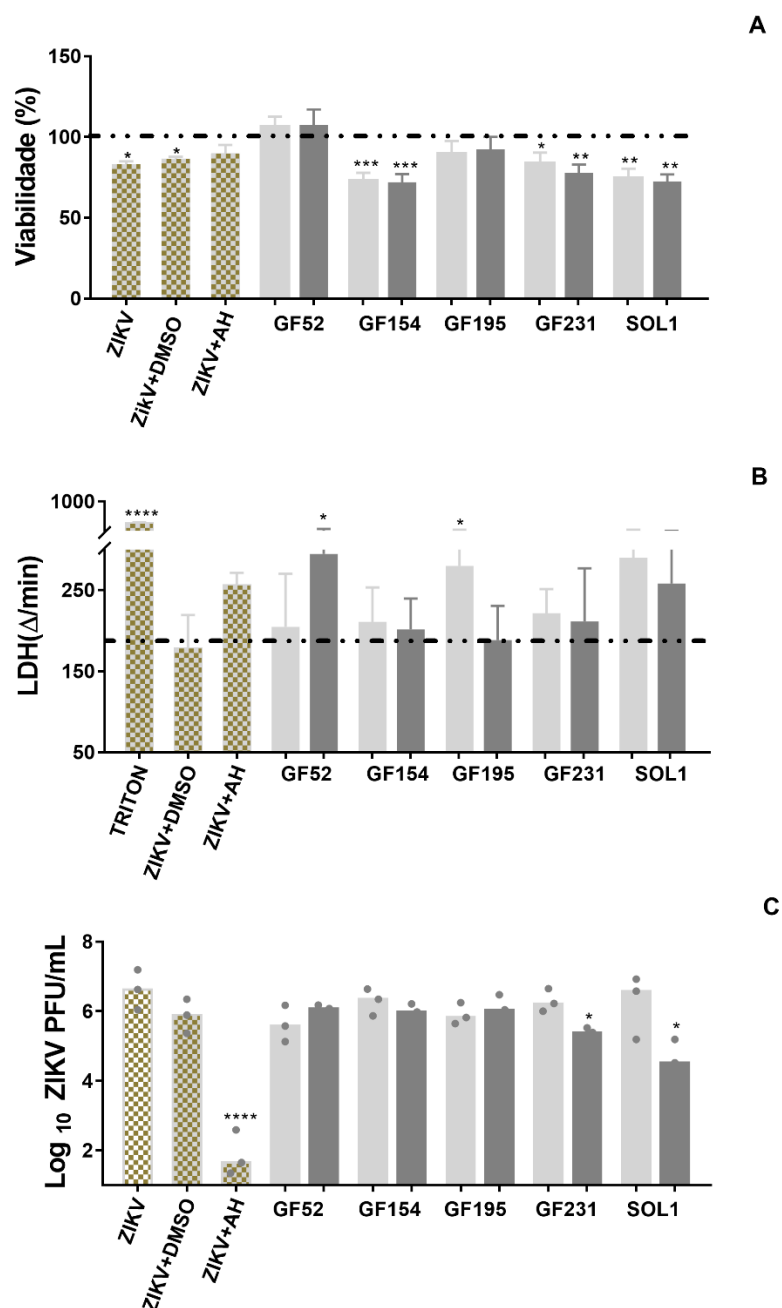 A
Viabilidade (%)
150
100
50
0
* * *** *** * ** ** **
ZIKV
ZikV+DMSO
ZIKV+AH
GF52 GF154 GF195 GF231 SOL1
B
LDH(Δ/min)
1000
250
150
50
**** * *
TRITON
ZIKV+DMSO
ZIKV+AH
GF52 GF154 GF195 GF231 SOL1
C
Log 10 ZIKV PFU/mL
8
6
4
2
**** * *
ZIKV
ZIKV+DMSO
ZIKV+AH
GF52 GF154 GF195 GF231 SOL1